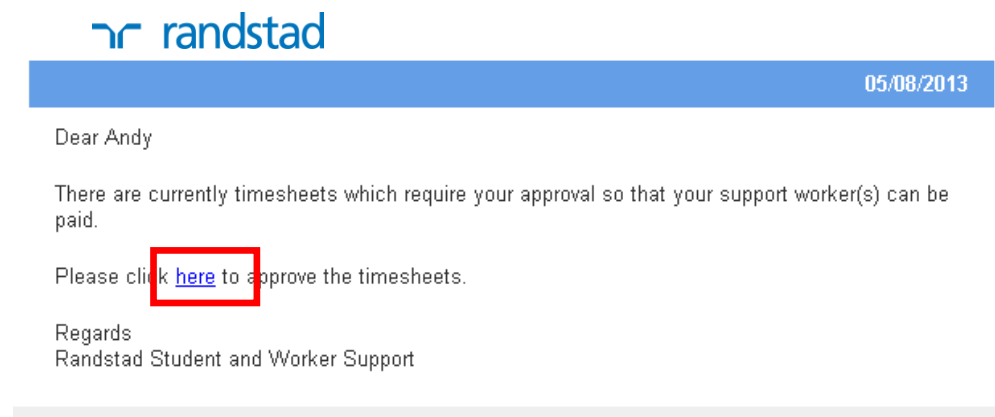 randstad
05/08/2013
Dear Andy
There are currently timesheets which require your approval so that your support worker(s) can be
paid.
Please click here to approve the timesheets.
Regards
Randstad Student and Worker Support